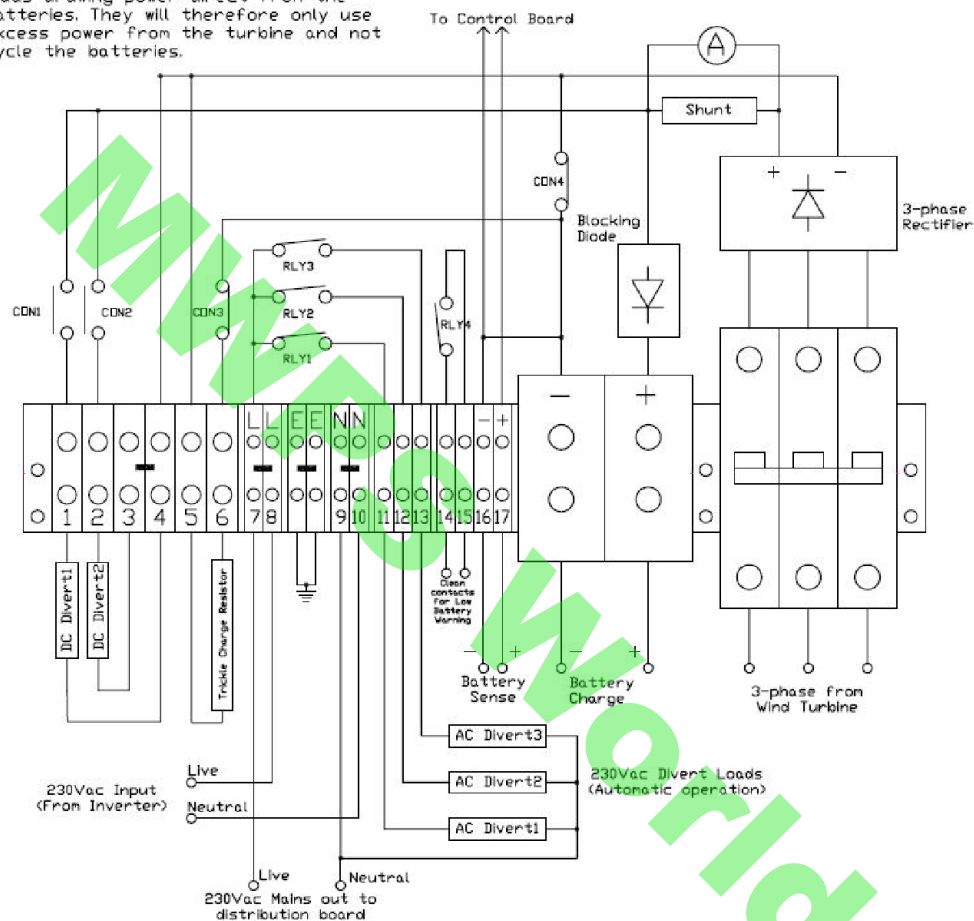 drawing power direct from the
batteries. They will therefore only use
excess power from the turbine and not
cycle the batteries.
To Control Board
A
Shunt
+ -
3-phase
Rectifier
CON4
Blocking
Diode
RLY3
CON1
CON2
CON3
RLY2
RLY4
RLY1
- +
L L E E N N - +
1 2 3 4 5 6 7 8 9 10 11 12 13 14 15 16 17
DC Divert1
DC Divert2
Trickle Charge Resistor
Clean
contacts
For Low
Battery
Warning
- + - +
Battery
Sense
Battery
Charge
3-phase from
Wind Turbine
AC Divert3
230Vac Input
(From Inverter)
Live
Neutral
AC Divert2
230Vac Divert Loads
(Automatic operation)
AC Divert1
Live
Neutral
230Vac Mains out to
distribution board
MWPS World